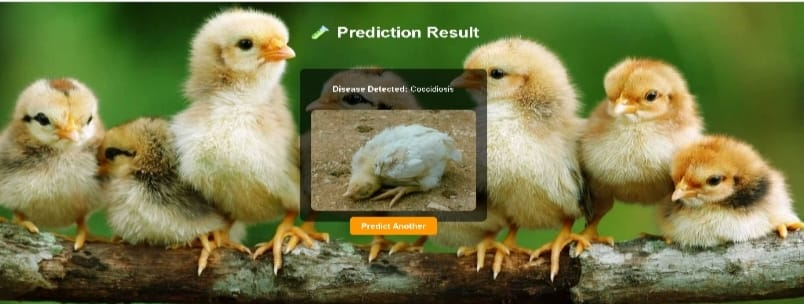 Prediction Result
Disease Detected: Coccidiosis
Predict Another